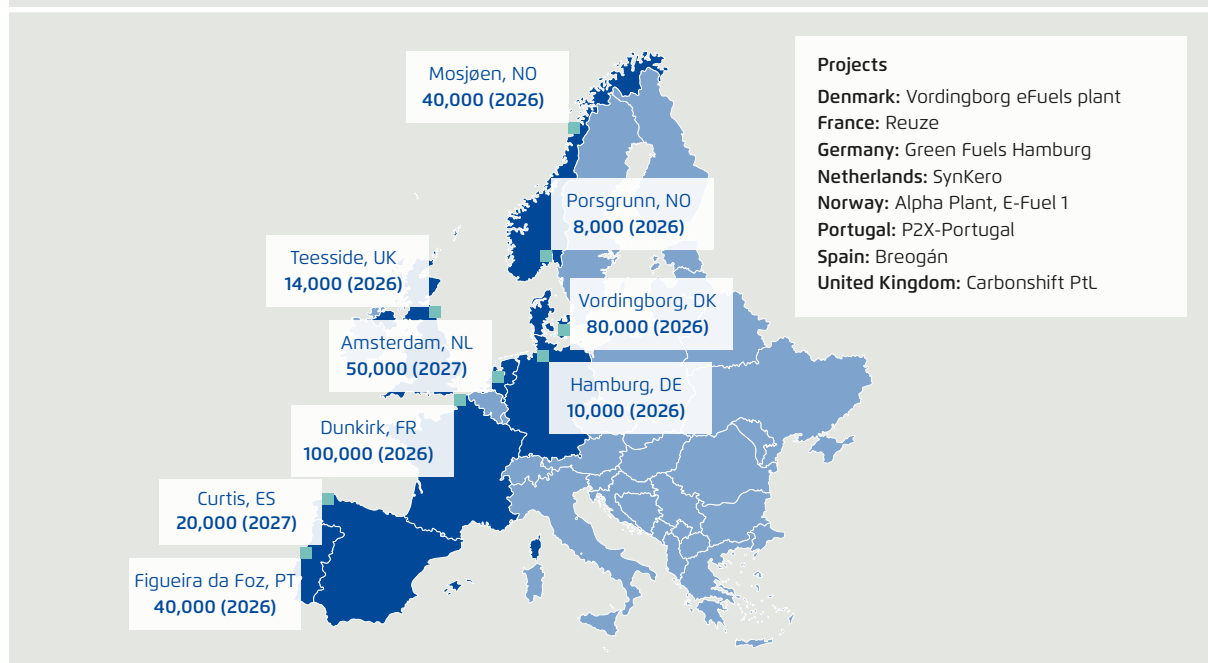 Mosjøen, NO
40,000 (2026)
Porsgrunn, NO
8,000 (2026)
Teesside, UK
14,000 (2026)
Vordingborg, DK
80,000 (2026)
Amsterdam, NL
50,000 (2027)
Hamburg, DE
10,000 (2026)
Dunkirk, FR
100,000 (2026)
Curtis, ES
20,000 (2027)
Figueira da Foz, PT
40,000 (2026)
Projects
Denmark: Vordingborg eFuels plant
France: Reuze
Germany: Green Fuels Hamburg
Netherlands: SynKero
Norway: Alpha Plant, E-Fuel 1
Portugal: P2X-Portugal
Spain: Breogán
United Kingdom: Carbonshift PtL